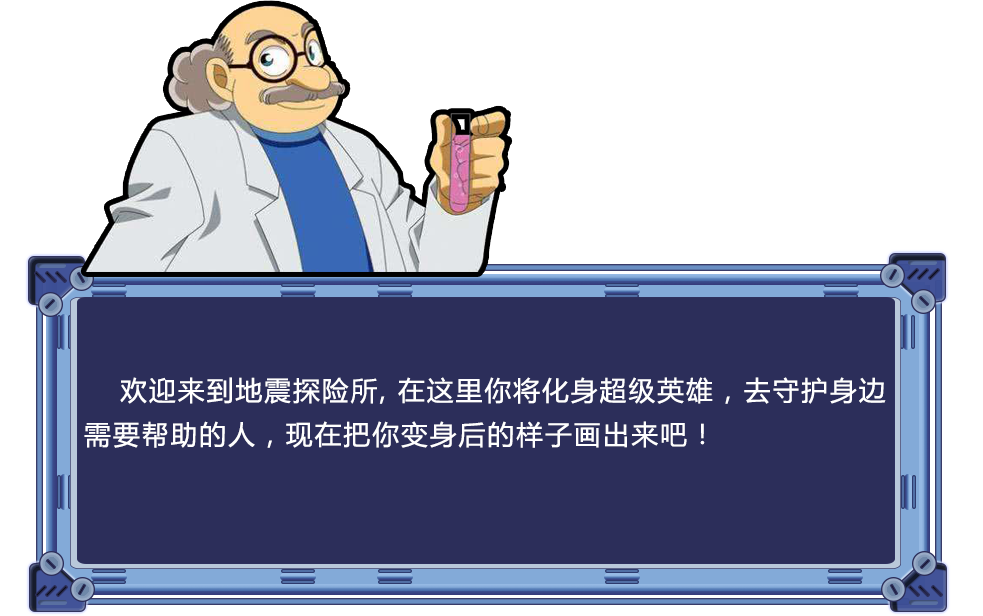 欢迎来到地震探险所, 在这里你将化身超级英雄，去守护身边
需要帮助的人，现在把你变身后的样子画出来吧！